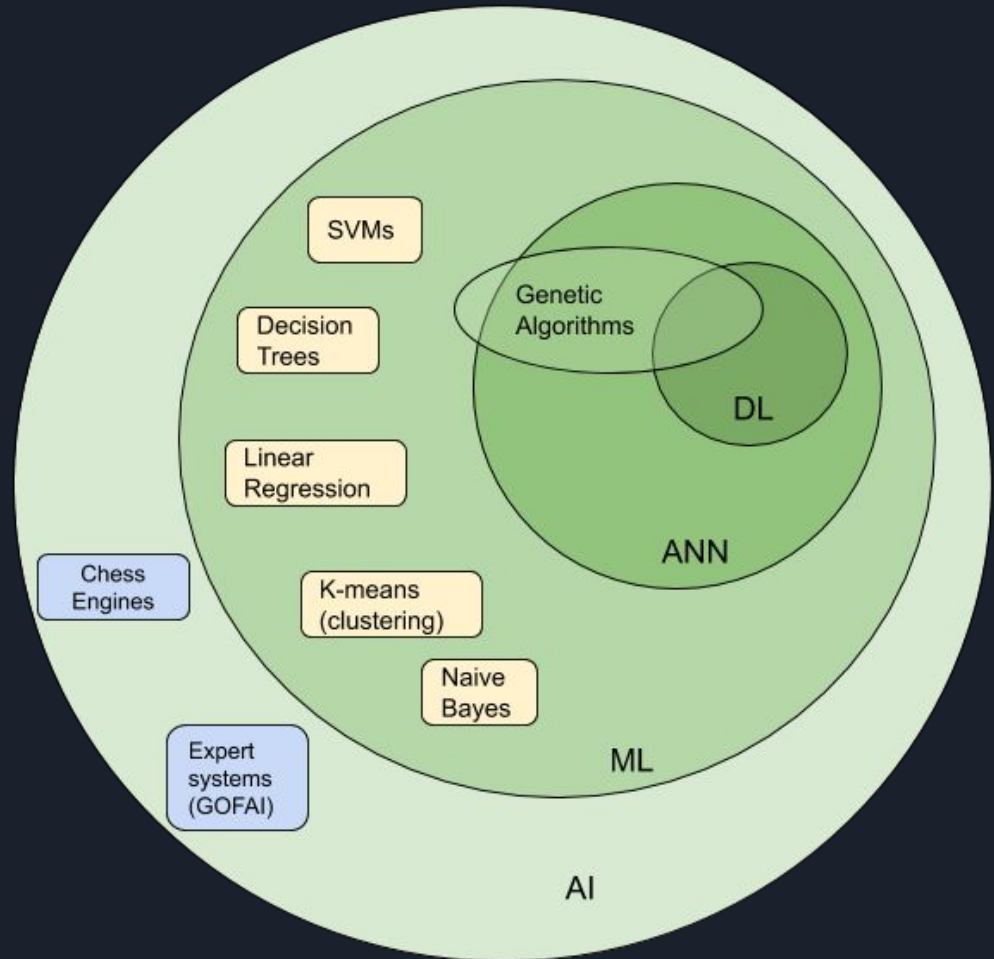 SVMs
Genetic
Algorithms
Decision
Trees
DL
Linear
Regression
ANN
Chess
Engines
K-means
(clustering)
Naive
Bayes
Expert
systems
(GOFAI)
ML
AI